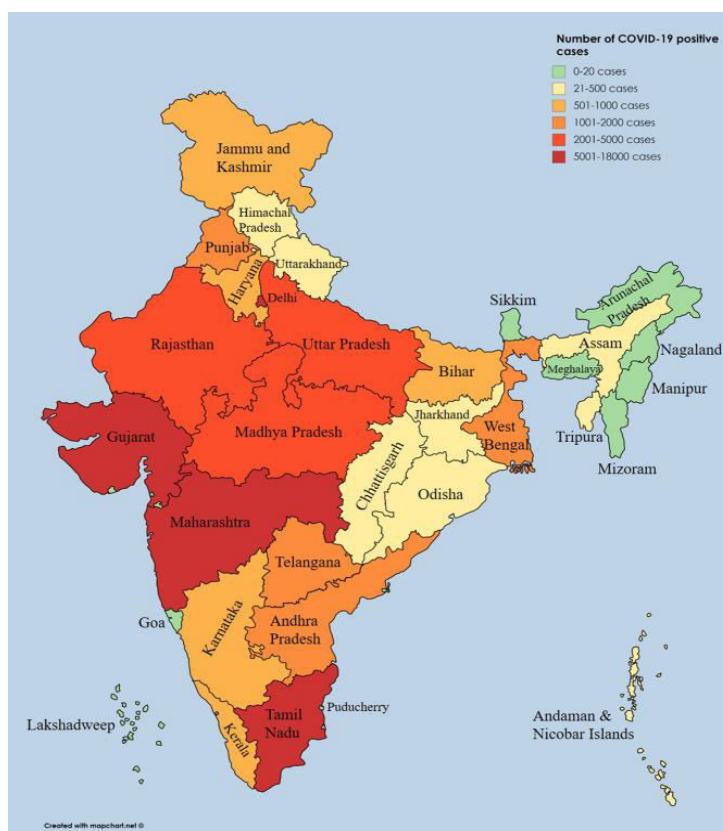 Number of COVID-19 positive
cases
0-20 cases
21-500 cases
501-1000 cases
1001-2000 cases
2001-5000 cases
5001-18000 cases
Jammu and
Kashmir
Himachal
Pradesh
Punjab
Uttarakhand
Haryana
Delhi
Sikkim
Arunachal
Pradesh
Rasjasthan
Uttar Pradesh
Assam
Nagaland
Bihar
Meghalaya
Manipur
Jharkhand
Gujarat
Madhya Pradesh
West
Bengal
Tripura
Mizoram
Chhattisgarh
Odisha
Maharashtra
Telangana
Goa
Karnataka
Andhra
Pradesh
Lakshadweep
Tamil
Nadu
Puducherry
Andaman &
Nicobar Islands
Kerala
Created with mapchart.net ©